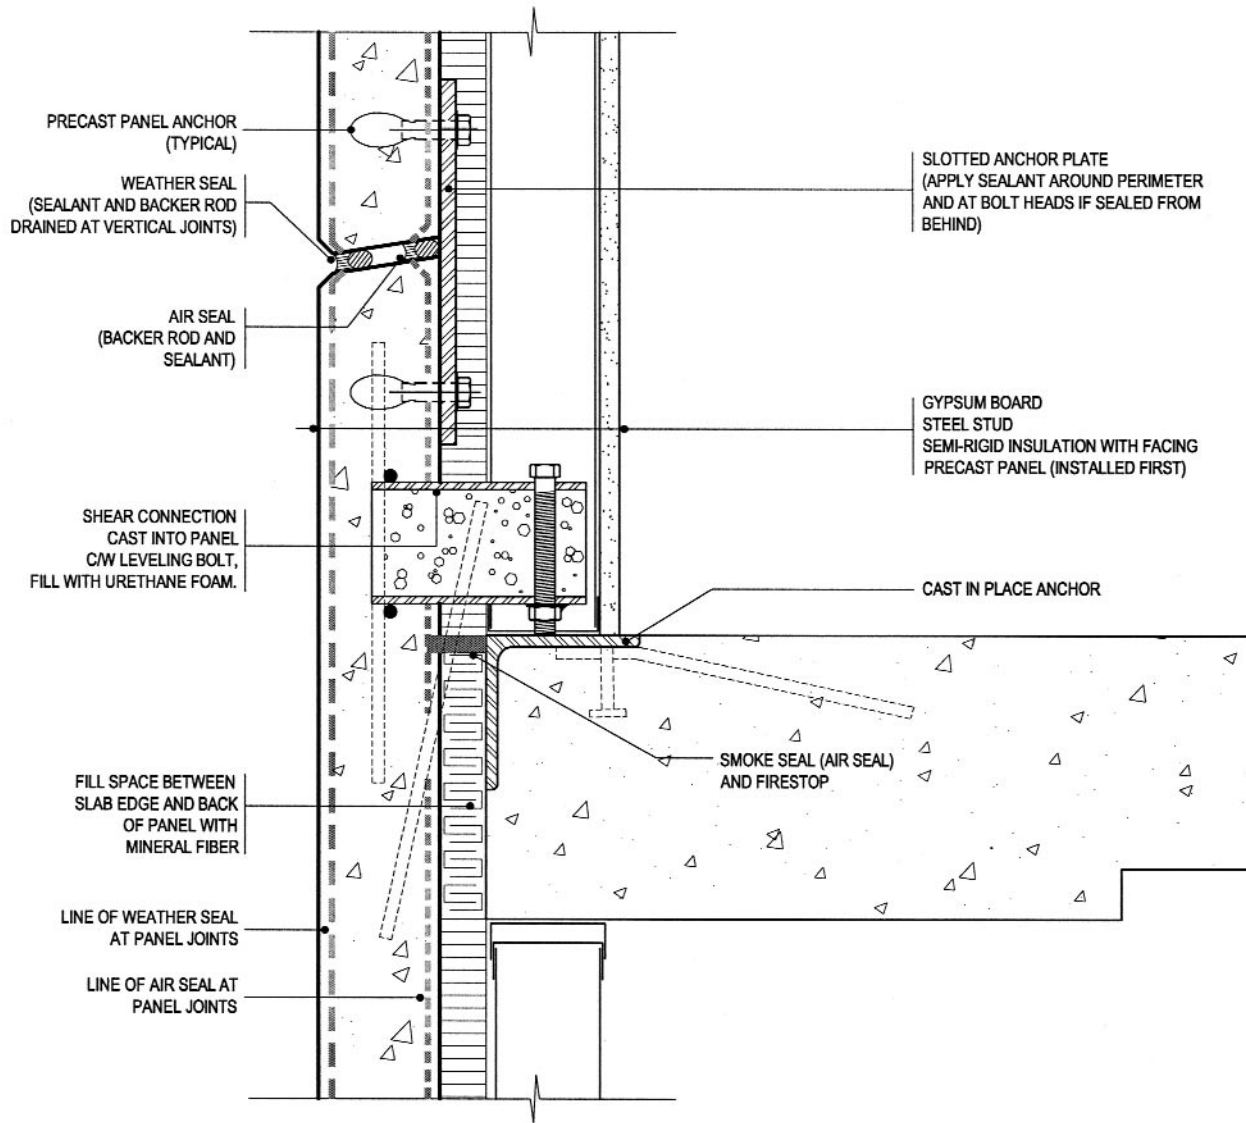 PRECAST PANEL ANCHOR
(TYPICAL)
WEATHER SEAL
(SEALANT AND BACKER ROD
DRAINED AT VERTICAL JOINTS)
AIR SEAL
(BACKER ROD AND
SEALANT)
SHEAR CONNECTION
CAST INTO PANEL
C/W LEVELING BOLT,
FILL WITH URETHANE FOAM.
FILL SPACE BETWEEN
SLAB EDGE AND BACK
OF PANEL WITH
MINERAL FIBER
LINE OF WEATHER SEAL
AT PANEL JOINTS
LINE OF AIR SEAL AT
PANEL JOINTS
SLOTTED ANCHOR PLATE
(APPLY SEALANT AROUND PERIMETER
AND AT BOLT HEADS IF SEALED FROM
BEHIND)
GYPSUM BOARD
STEEL STUD
SEMI-RIGID INSULATION WITH FACING
PRECAST PANEL (INSTALLED FIRST)
CAST IN PLACE ANCHOR
SMOKE SEAL (AIR SEAL)
AND FIRESTOP